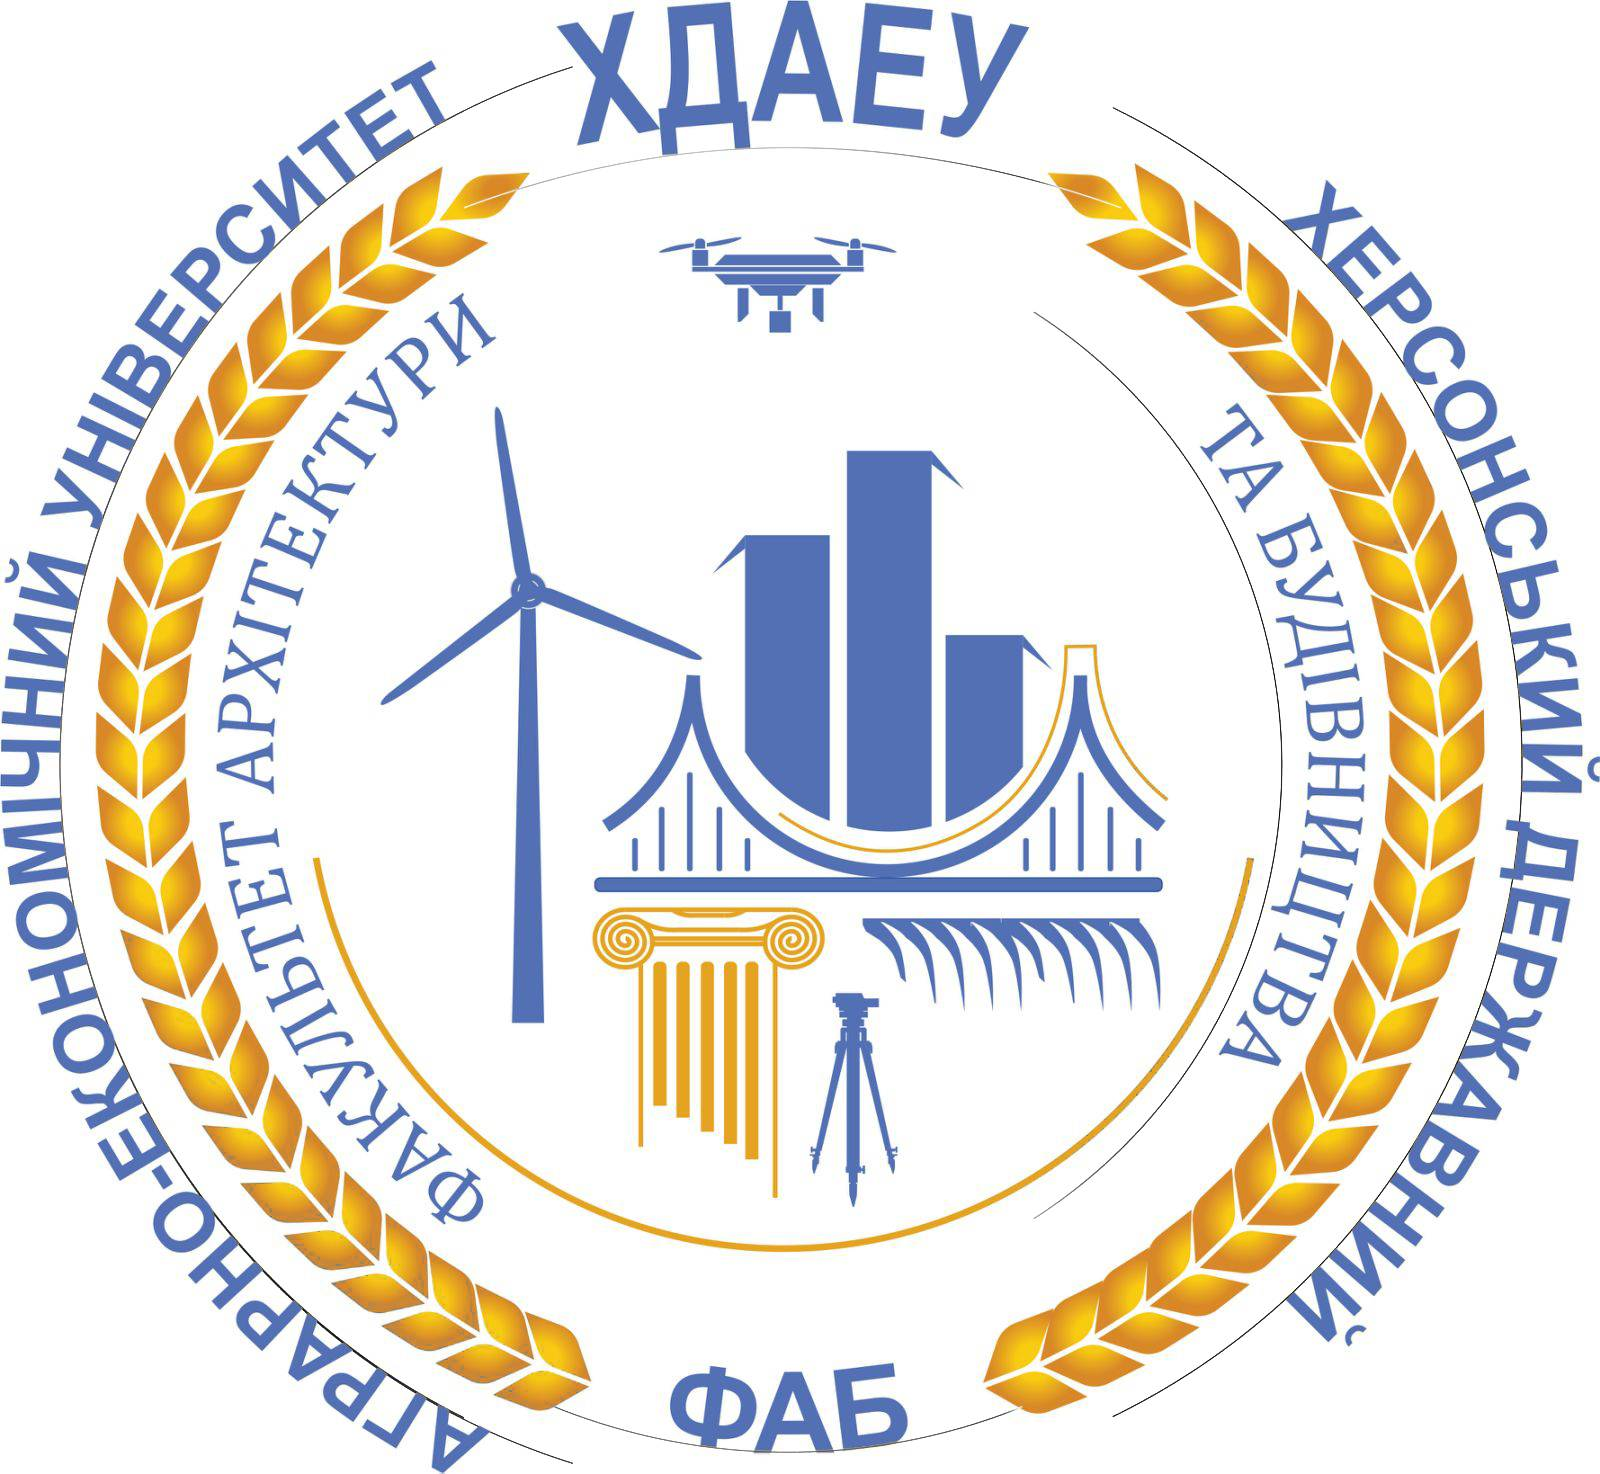 ХДАЕУ
ХЕРСОНСЬКИЙ ДЕРЖАВНИЙ
АГРАРНО-ЕКОНОМІЧНИЙ УНІВЕРСИТЕТ
ФАКУЛЬТЕТ АРХІТЕКТУРИ
ТА БУДІВНИЦТВА
ФАБ